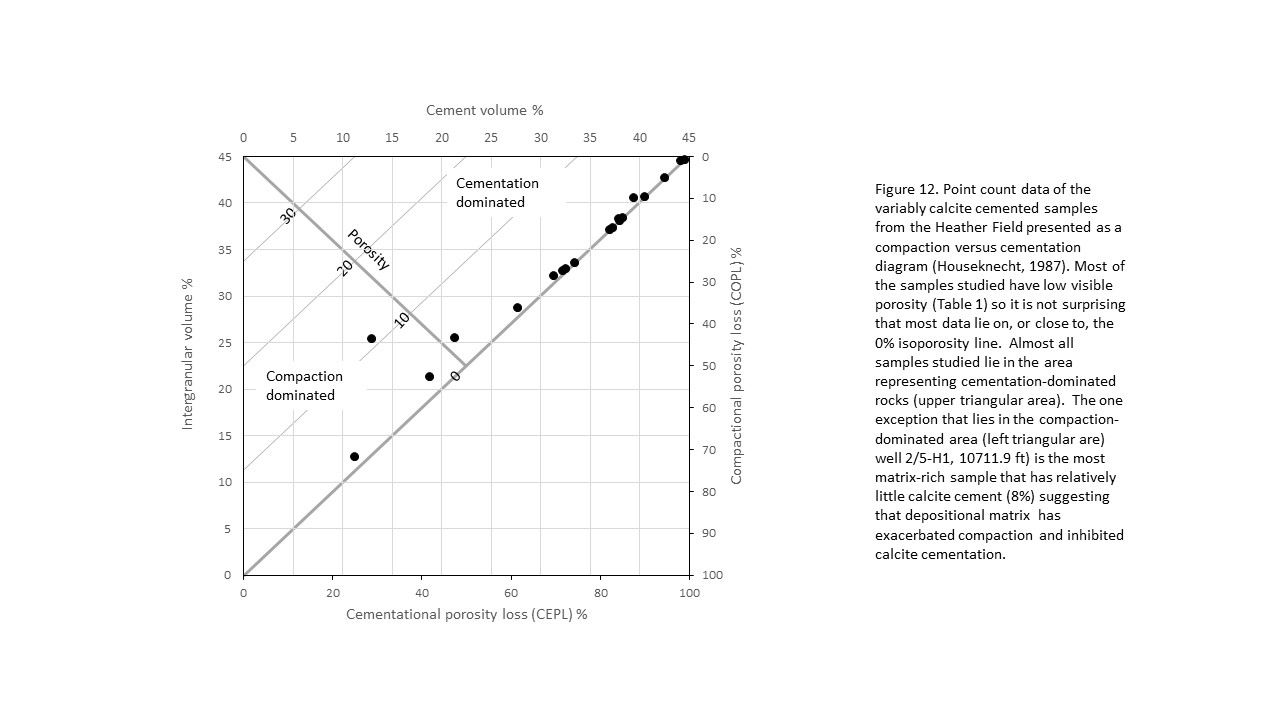 Cement volume %
0 5 10 15 20 25 30 35 40 45
45 0
40 10
35 20
30 30
25 40
20 50
15 60
10 70
5 80
0 90
100
Intergranular volume %
Compactional porosity loss (COPL) %
Cementation
dominated
Porosity
30
20
10
0
Compaction
dominated
0 20 40 60 80 100
Cementational porosity loss (CEPL) %
Figure 12. Point count data of the
variably calcite cemented samples
from the Heather Field presented as a
compaction versus cementation
diagram (Houseknecht, 1987). Most of
the samples studied have low visible
porosity (Table 1) so it is not surprising
that most data lie on, or close to, the
0% isoporosity line. Almost all
samples studied lie in the area
representing cementation-dominated
rocks (upper triangular area). The one
exception that lies in the compaction-
dominated area (left triangular are)
well 2/5-H1, 10711.9 ft) is the most
matrix-rich sample that has relatively
little calcite cement (8%) suggesting
that depositional matrix has
exacerbated compaction and inhibited
calcite cementation.